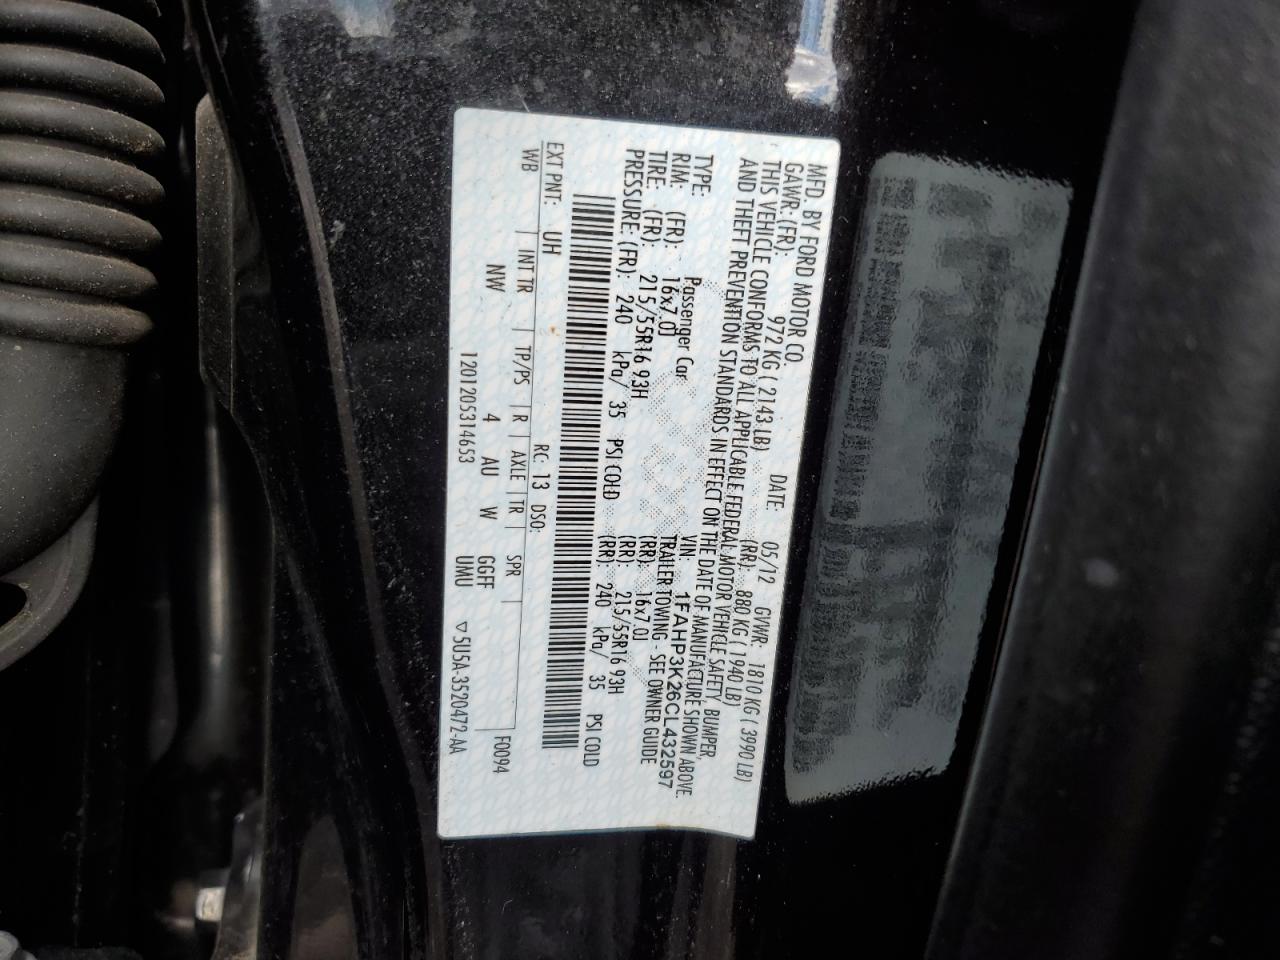 MFD. BY FORD MOTOR CO.
DATE: 05/12 GVWR: 1810 KG ( 3990 LB)
GAWR: (FR): 972 KG ( 2143 LB) (RR): 880 KG ( 1940 LB)
THIS VEHICLE CONFORMS TO ALL APPLICABLE FEDERAL MOTOR VEHICLE SAFETY, BUMPER,
AND THEFT PREVENTION STANDARDS IN EFFECT ON THE DATE OF MANUFACTURE SHOWN ABOVE.
VIN: 1FAHP3K26CL432597
TYPE: Passenger Car TRAILER TOWING - SEE OWNER GUIDE
RIM: (FR): 16x7.0J (RR): 16x7.0J
TIRE: (FR): 215/55R16 93H (RR): 215/55R16 93H
PRESSURE: (FR): 240 kPa/ 35 PSI COLD (RR): 240 kPa/ 35 PSI COLD
EXT PNT: UH RC: 13 DSO: F0094
WB INT TR TP/PS R AXLE TR SPR
NW 4 AU W GGFF
UMU
1201205314653 ▽5U5A-3520472-AA